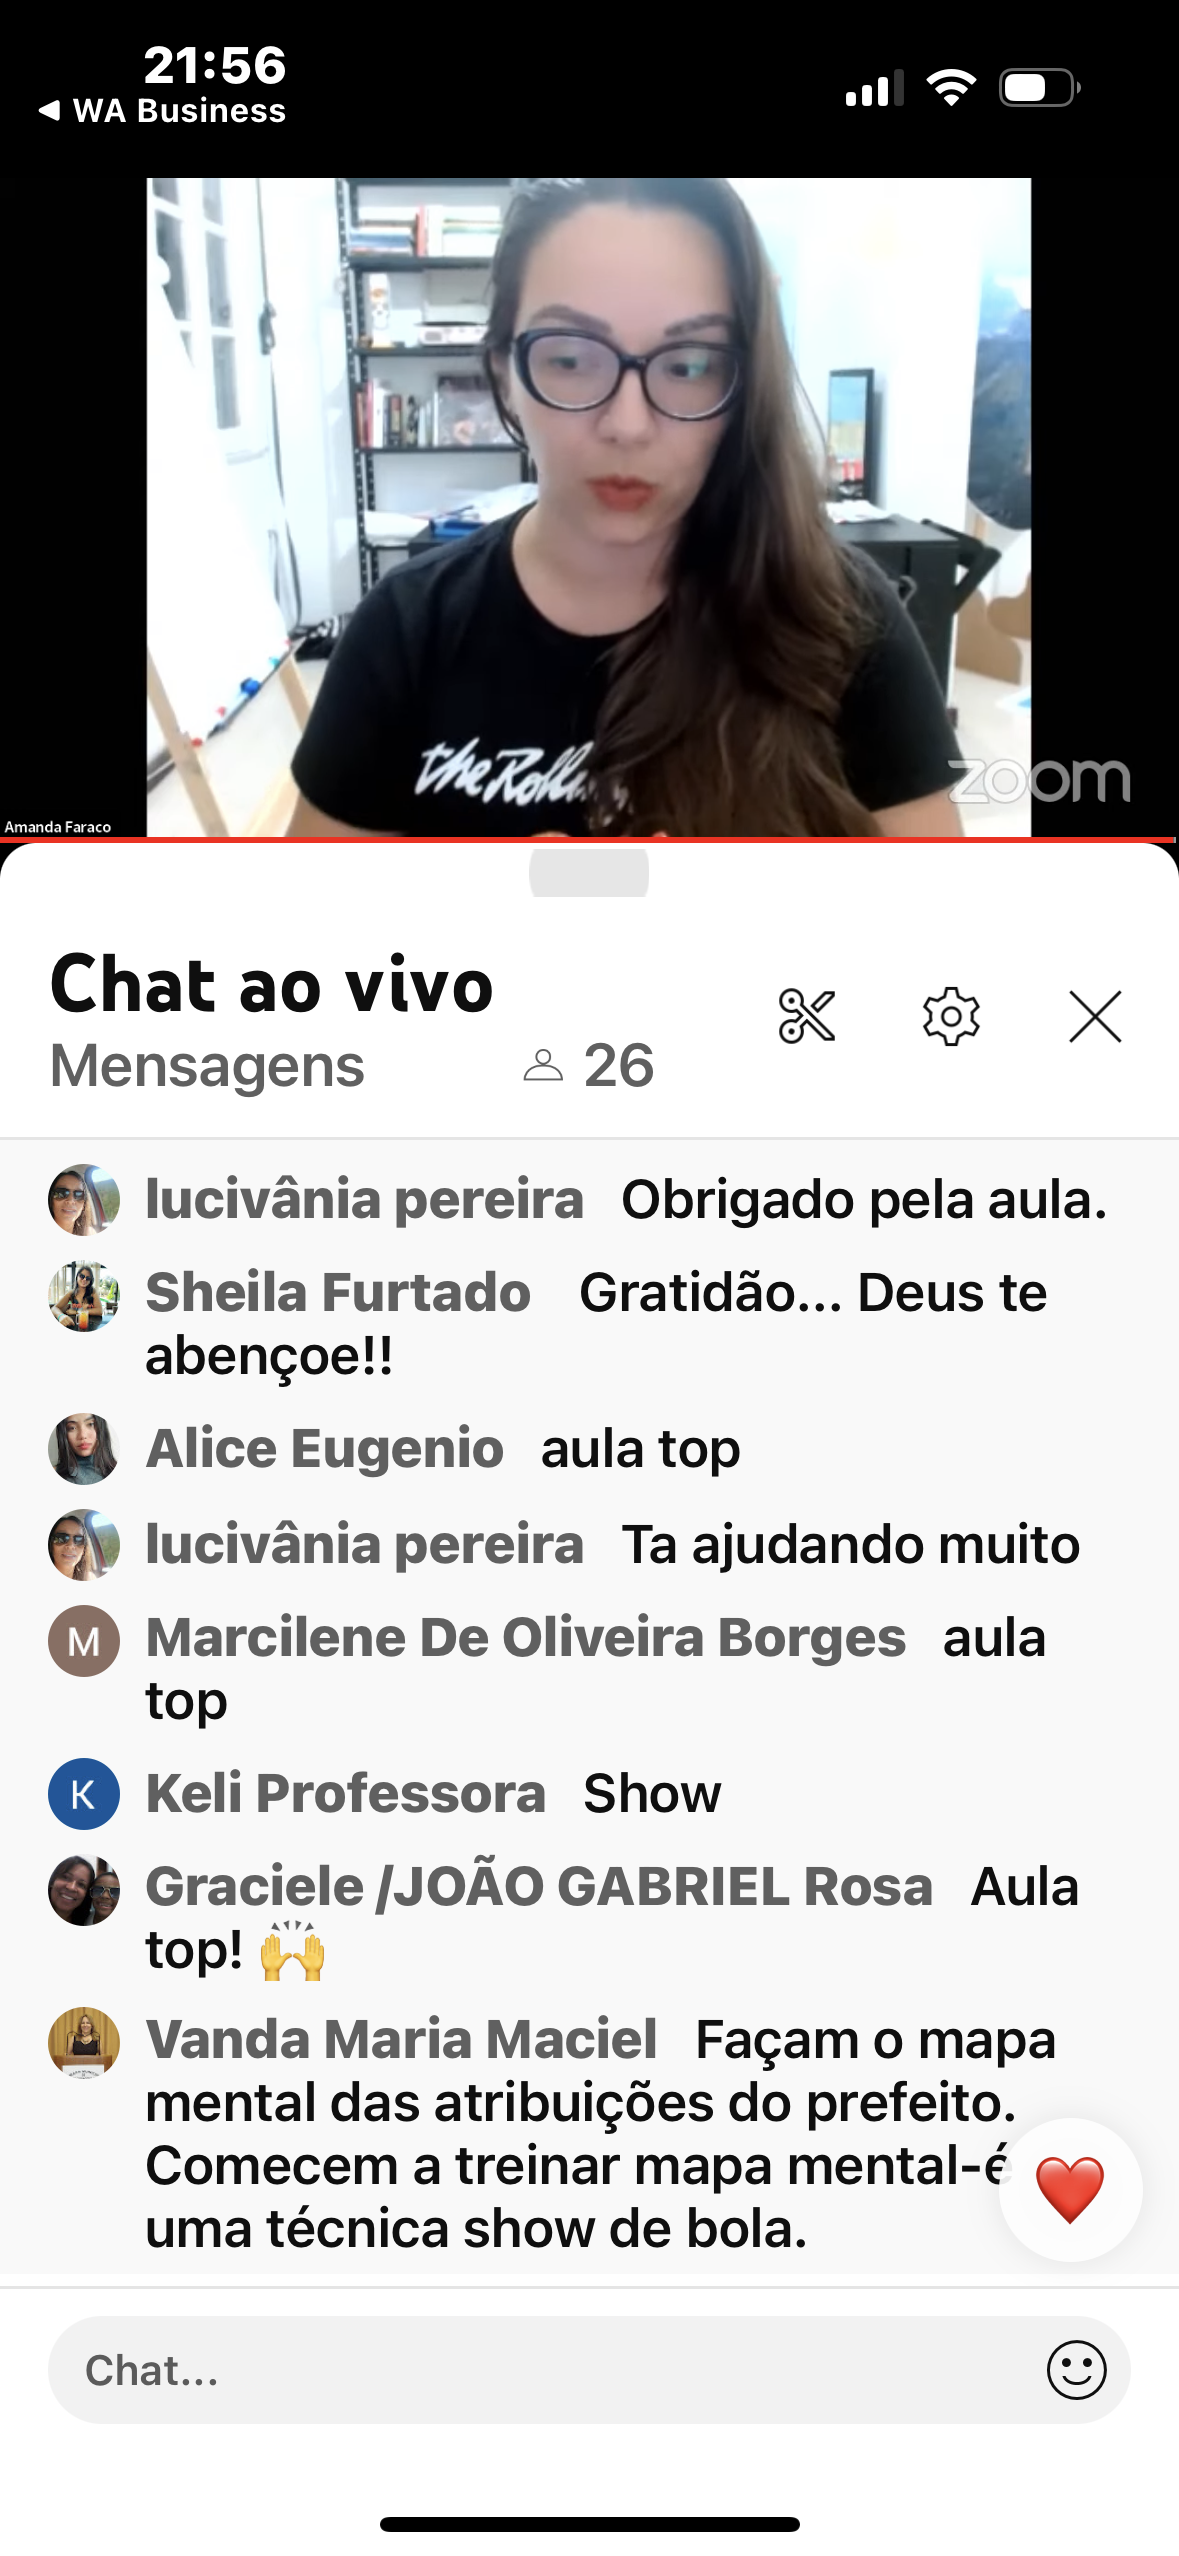 21:56
WA Business
the Rolli
zoom
Amanda Faraco
Chat ao vivo
Mensagens 26
lucivânia pereira Obrigado pela aula.
Sheila Furtado Gratidão... Deus te
abençoe!!
Alice Eugenio aula top
lucivânia pereira Ta ajudando muito
M Marcilene De Oliveira Borges aula
top
K Keli Professora Show
Graciele /JOÃO GABRIEL Rosa Aula
top! 🙌
Vanda Maria Maciel Façam o mapa
mental das atribuições do prefeito.
Comecem a treinar mapa mental-é
uma técnica show de bola.
❤️
Chat...